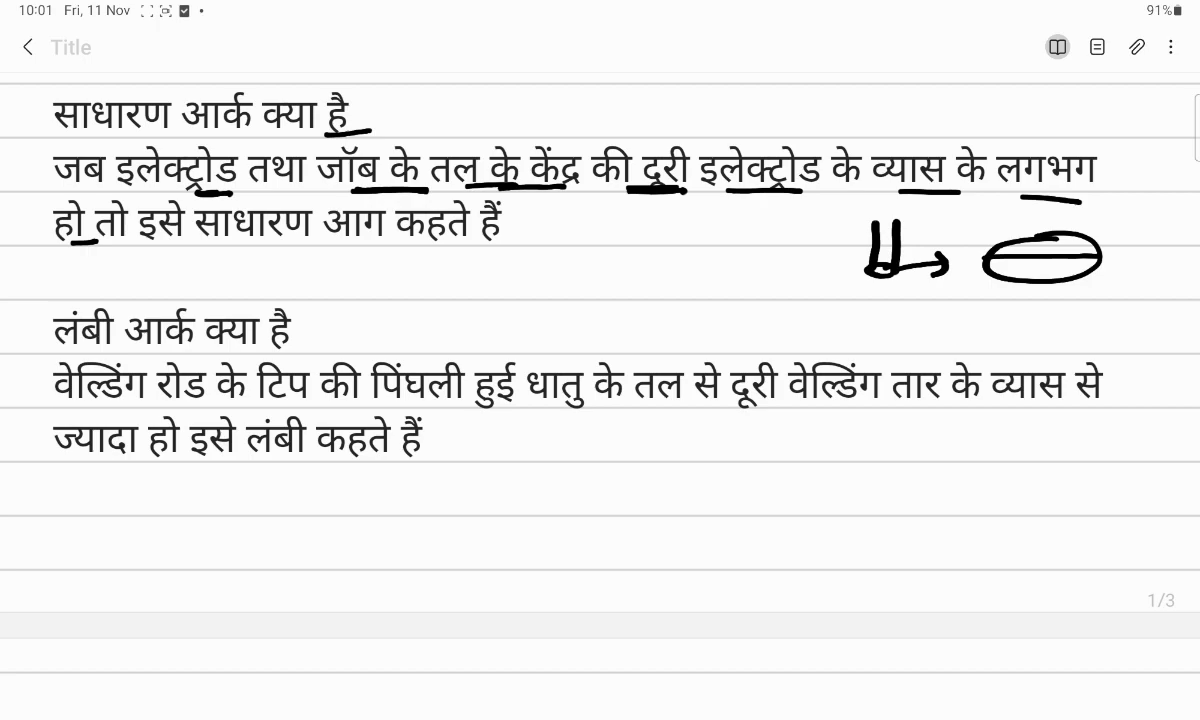 10:01 Fri, 11 Nov 91%
Title
साधारण आर्क क्या है
जब इलेक्ट्रोड तथा जॉब के तल के केंद्र की दूरी इलेक्ट्रोड के व्यास के लगभग
हो तो इसे साधारण आग कहते हैं
लंबी आर्क क्या है
वेल्डिंग रोड के टिप की पिंघली हुई धातु के तल से दूरी वेल्डिंग तार के व्यास से
ज्यादा हो इसे लंबी कहते हैं
1/3